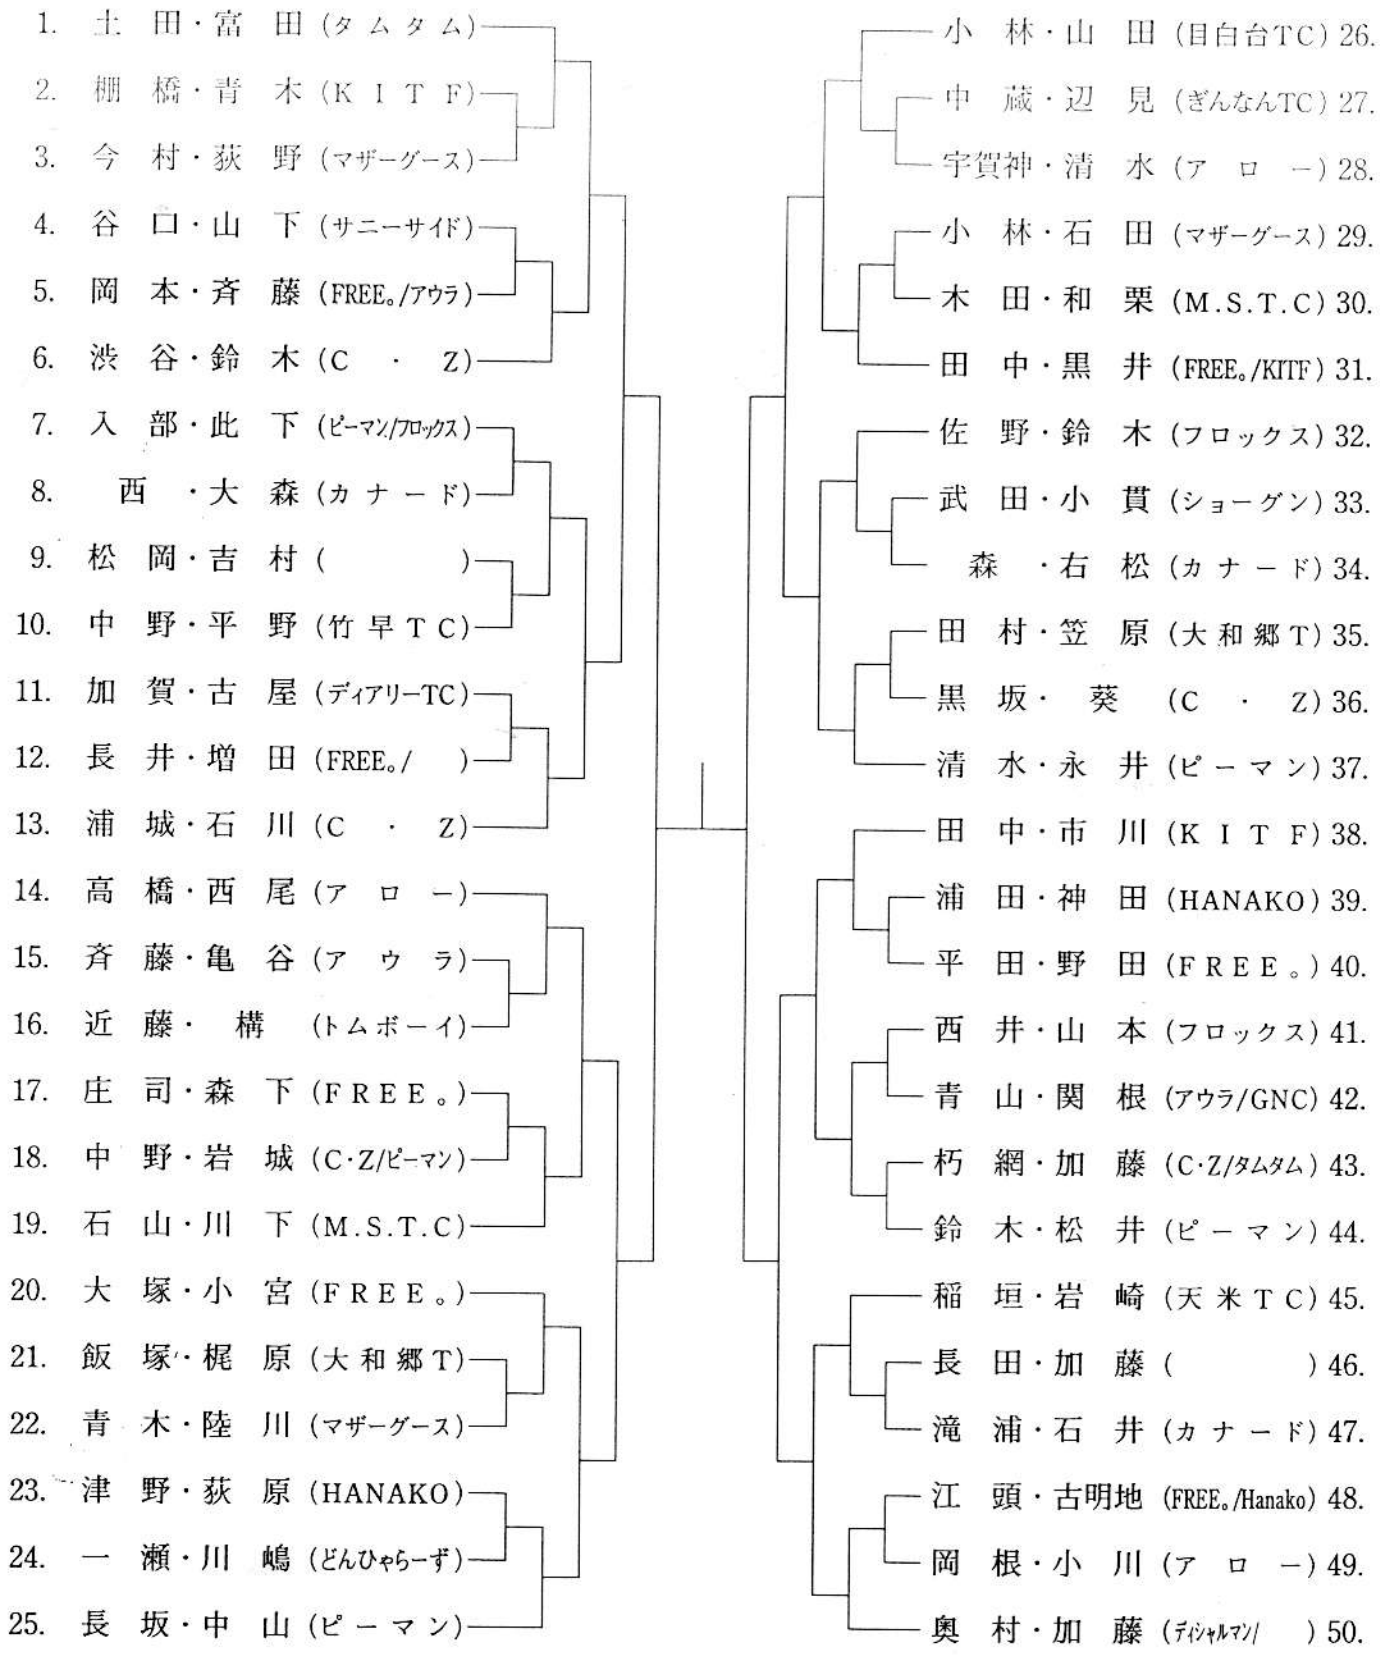 1. 土田・富田(タムタム)
2. 棚橋・青木(KITF)
3. 今村・荻野(マザーグース)
4. 谷口・山下(サニーサイド)
5. 岡本・斉藤(FREE。/アウラ)
6. 渋谷・鈴木(C・Z)
7. 入部・此下(ピーマン/フロックス)
8. 西・大森(カナード)
9. 松岡・吉村( )
10. 中野・平野(竹早TC)
11. 加賀・古屋(ディアリーTC)
12. 長井・増田(FREE。/ )
13. 浦城・石川(C・Z)
14. 高橋・西尾(アロー)
15. 斉藤・亀谷(アウラ)
16. 近藤・構(トムボーイ)
17. 庄司・森下(FREE。)
18. 中野・岩城(C・Z/ピーマン)
19. 石山・川下(M.S.T.C)
20. 大塚・小宮(FREE。)
21. 飯塚・梶原(大和郷T)
22. 青木・陸川(マザーグース)
23. 津野・荻原(HANAKO)
24. 一瀬・川嶋(どんひゃらーず)
25. 長坂・中山(ピーマン)
小林・山田(目白台TC)26.
中蔵・辺見(ぎんなんTC)27.
宇賀神・清水(アロー)28.
小林・石田(マザーグース)29.
木田・和栗(M.S.T.C)30.
田中・黒井(FREE。/KITF)31.
佐野・鈴木(フロックス)32.
武田・小貫(ショーグン)33.
森・右松(カナード)34.
田村・笠原(大和郷T)35.
黒坂・葵(C・Z)36.
清水・永井(ピーマン)37.
田中・市川(KITF)38.
浦田・神田(HANAKO)39.
平田・野田(FREE。)40.
西井・山本(フロックス)41.
青山・関根(アウラ/GNC)42.
朽網・加藤(C・Z/タムタム)43.
鈴木・松井(ピーマン)44.
稲垣・岩崎(天米TC)45.
長田・加藤( )46.
滝浦・石井(カナード)47.
江頭・古明地(FREE。/Hanako)48.
岡根・小川(アロー)49.
奥村・加藤(ディシャルマン/ )50.